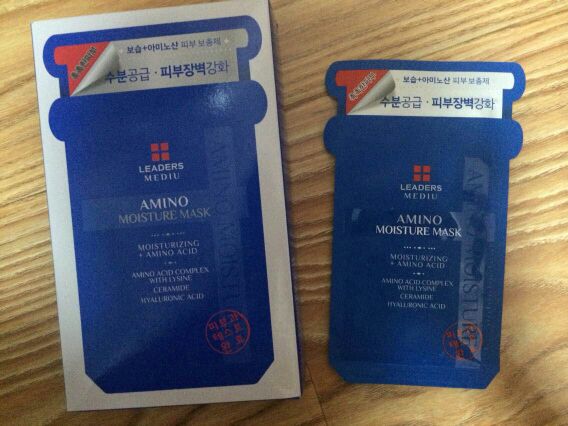 보습+아미노산 피부 보충제
수분공급·피부장벽강화
LEADERS
MEDIU
AMINO
MOISTURE MASK
MOISTURIZING
+ AMINO ACID
AMINO ACID COMPLEX
WITH LYSINE
CERAMIDE
HYALURONIC ACID
보습+아미노산 피부 보충제
수분공급·피부장벽강화
LEADERS
MEDIU
AMINO
MOISTURE MASK
MOISTURIZING
+ AMINO ACID
AMINO ACID COMPLEX
WITH LYSINE
CERAMIDE
HYALURONIC ACID